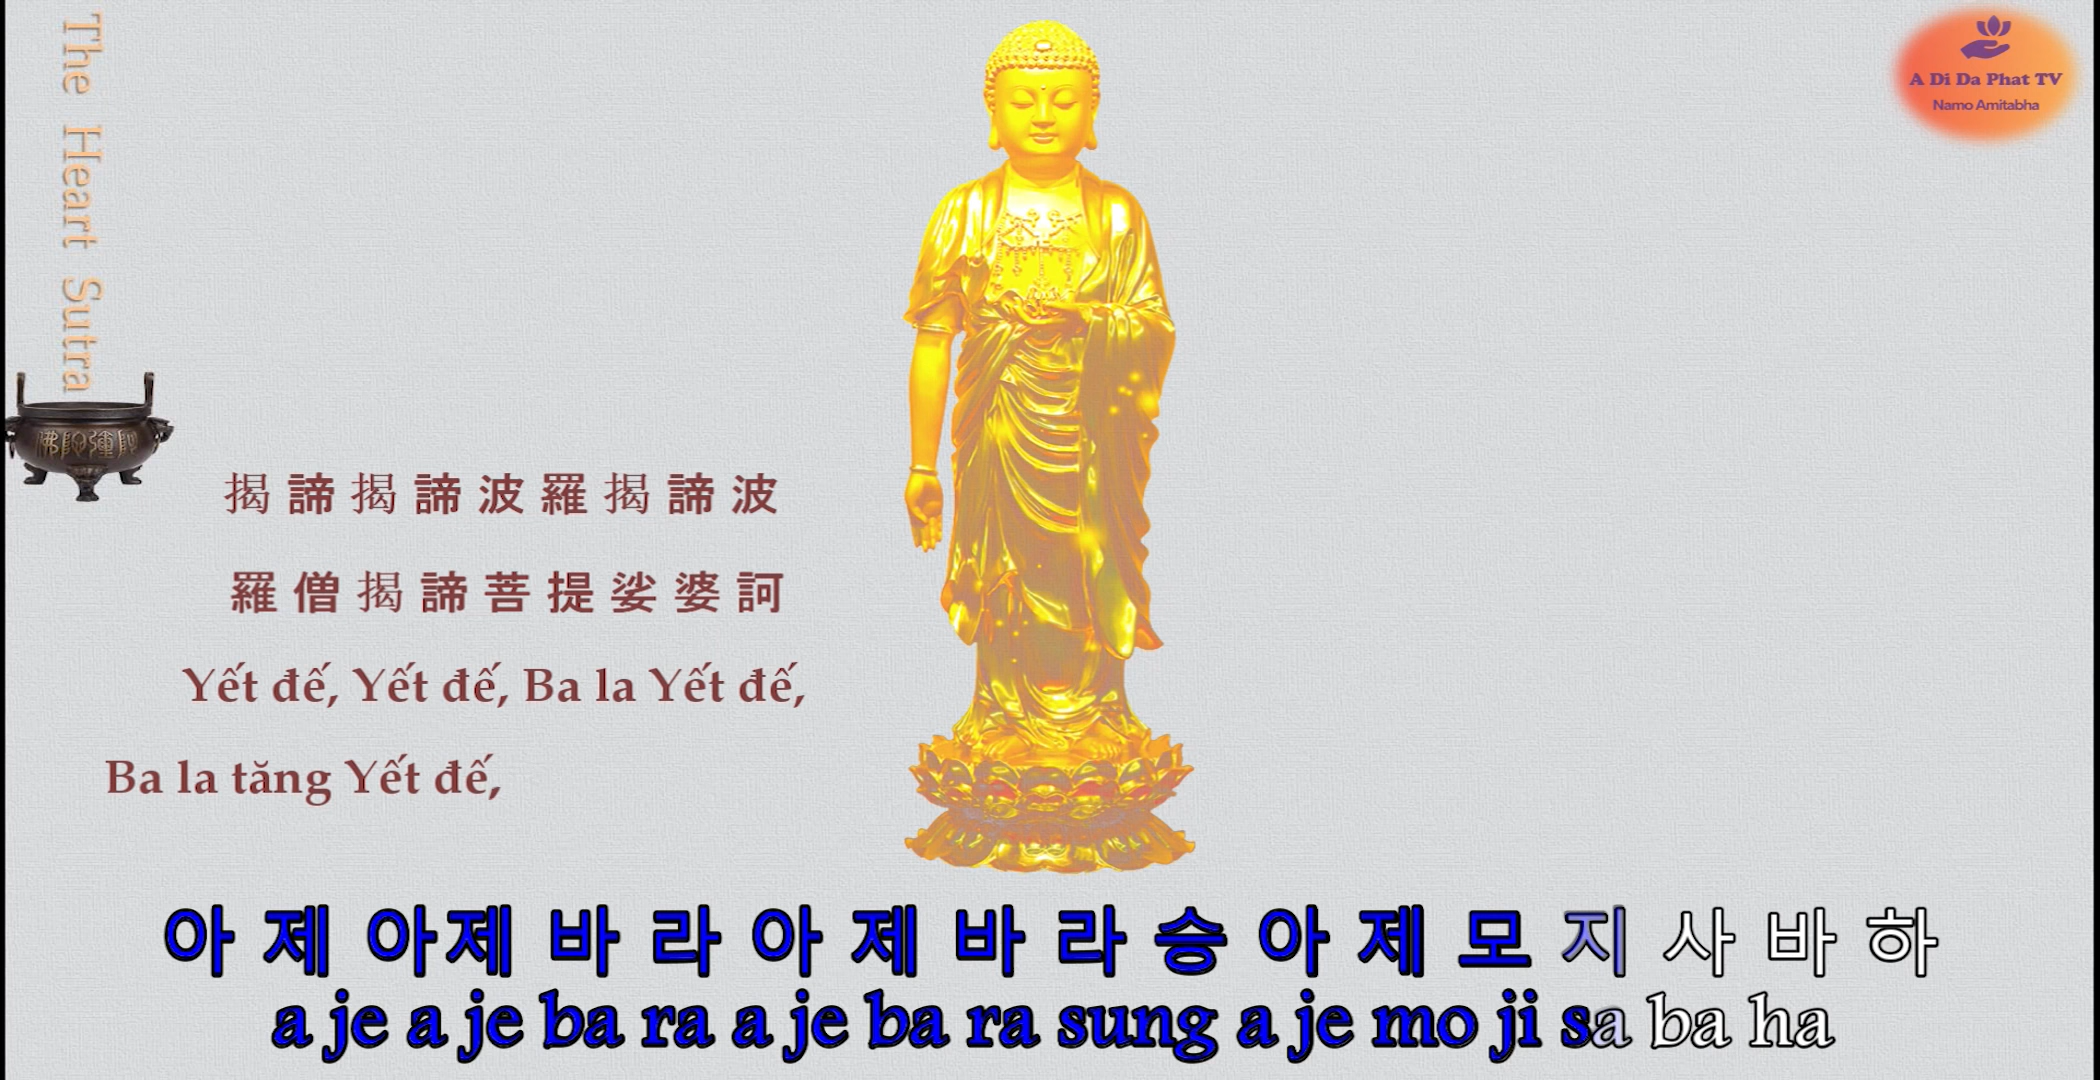 The Heart Sutra
A Di Da Phat TV
Namo Amitabha
揭諦揭諦波羅揭諦波
羅僧揭諦菩提娑婆訶
Yết đế, Yết đế, Ba la Yết đế,
Ba la tăng Yết đế,
아 제 아제 바 라 아 제 바 라 승 아 제 모 지 사 바 하
a je a je ba ra a je ba ra sung a je mo ji sa ba ha